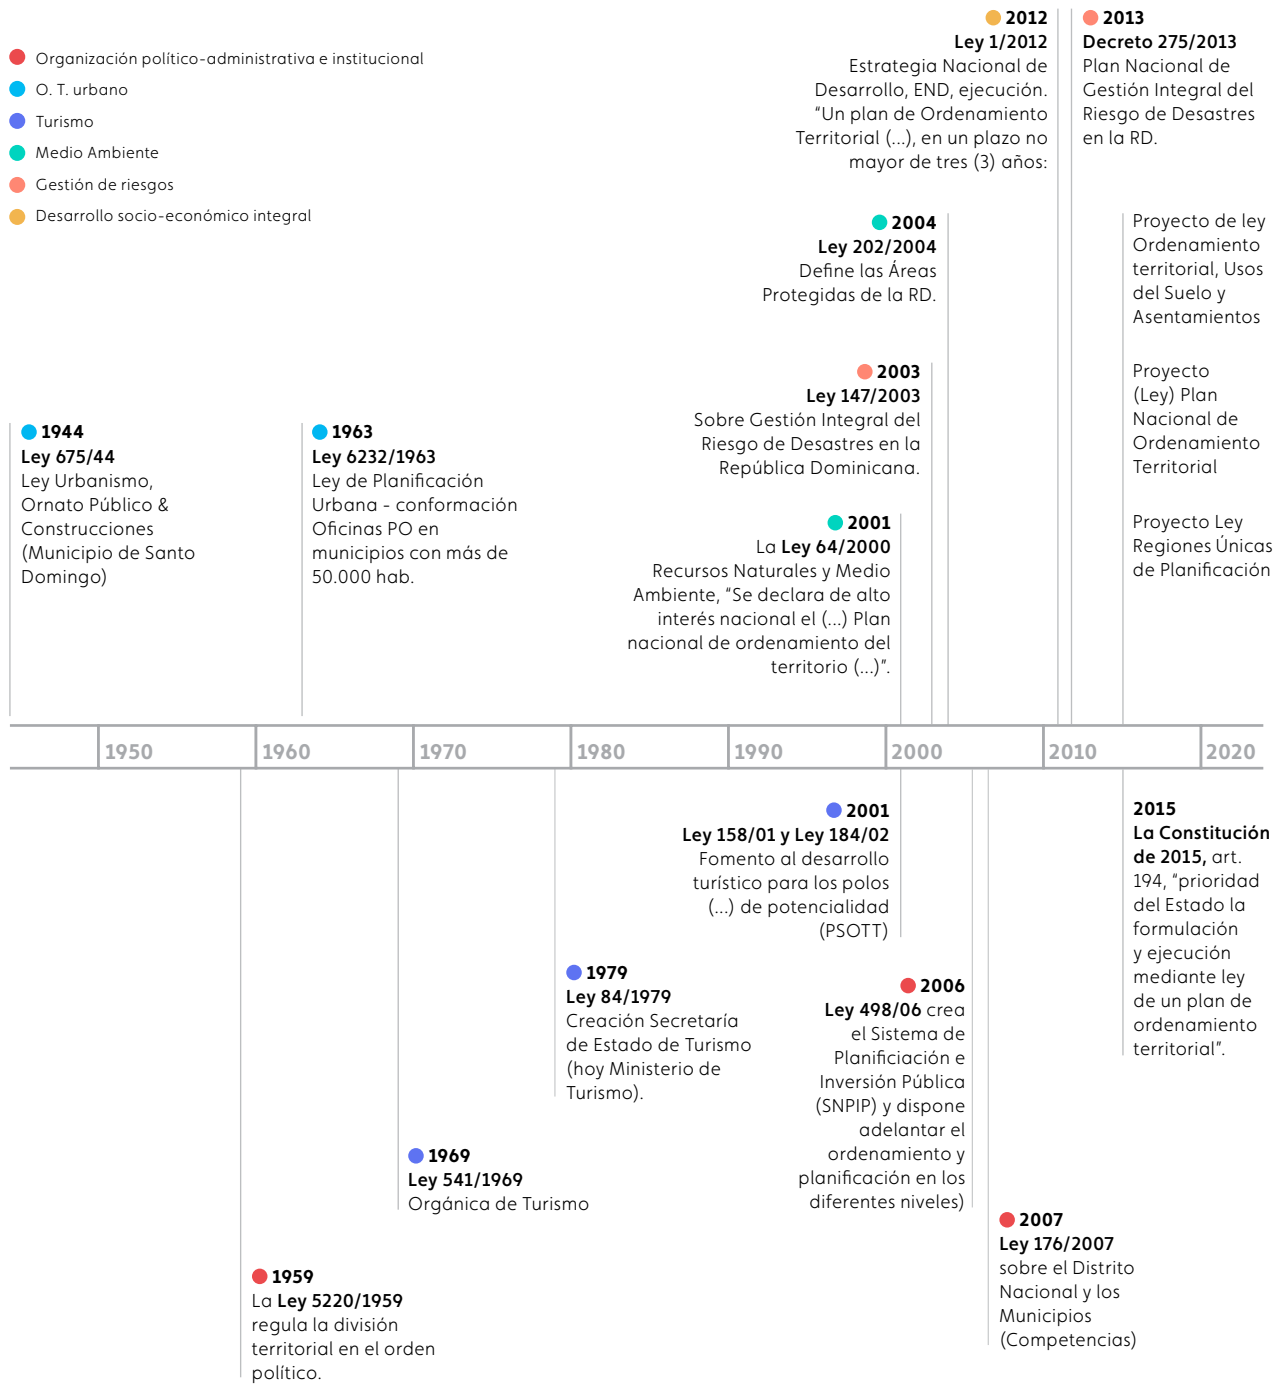 Organización político-administrativa e institucional
O. T. urbano
Turismo
Medio Ambiente
Gestión de riesgos
Desarrollo socio-económico integral
2012
Ley 1/2012
Estrategia Nacional de
Desarrollo, END, ejecución.
“Un plan de Ordenamiento
Territorial (...), en un plazo no
mayor de tres (3) años:
2013
Decreto 275/2013
Plan Nacional de
Gestión Integral del
Riesgo de Desastres
en la RD.
2004
Ley 202/2004
Define las Áreas
Protegidas de la RD.
Proyecto de ley
Ordenamiento
territorial, Usos
del Suelo y
Asentamientos
2003
Ley 147/2003
Sobre Gestión Integral del
Riesgo de Desastres en la
República Dominicana.
Proyecto
(Ley) Plan
Nacional de
Ordenamiento
Territorial
1944
Ley 675/44
Ley Urbanismo,
Ornato Público &
Construcciones
(Municipio de Santo
Domingo)
1963
Ley 6232/1963
Ley de Planificación
Urbana - conformación
Oficinas PO en
municipios con más de
50.000 hab.
2001
La Ley 64/2000
Recursos Naturales y Medio
Ambiente, “Se declara de alto
interés nacional el (...) Plan
nacional de ordenamiento del
territorio (...)”.
Proyecto Ley
Regiones Únicas
de Planificación
1950
1960
1970
1980
1990
2000
2010
2020
2001
Ley 158/01 y Ley 184/02
Fomento al desarrollo
turístico para los polos
(...) de potencialidad
(PSOTT)
2015
La Constitución
de 2015, art.
194, “prioridad
del Estado la
formulación
y ejecución
mediante ley
de un plan de
ordenamiento
territorial”.
1979
Ley 84/1979
Creación Secretaría
de Estado de Turismo
(hoy Ministerio de
Turismo).
2006
Ley 498/06 crea
el Sistema de
Planificiación e
Inversión Pública
(SNPIP) y dispone
adelantar el
ordenamiento y
planificación en los
diferentes niveles)
1969
Ley 541/1969
Orgánica de Turismo
2007
Ley 176/2007
sobre el Distrito
Nacional y los
Municipios
(Competencias)
1959
La Ley 5220/1959
regula la división
territorial en el orden
político.